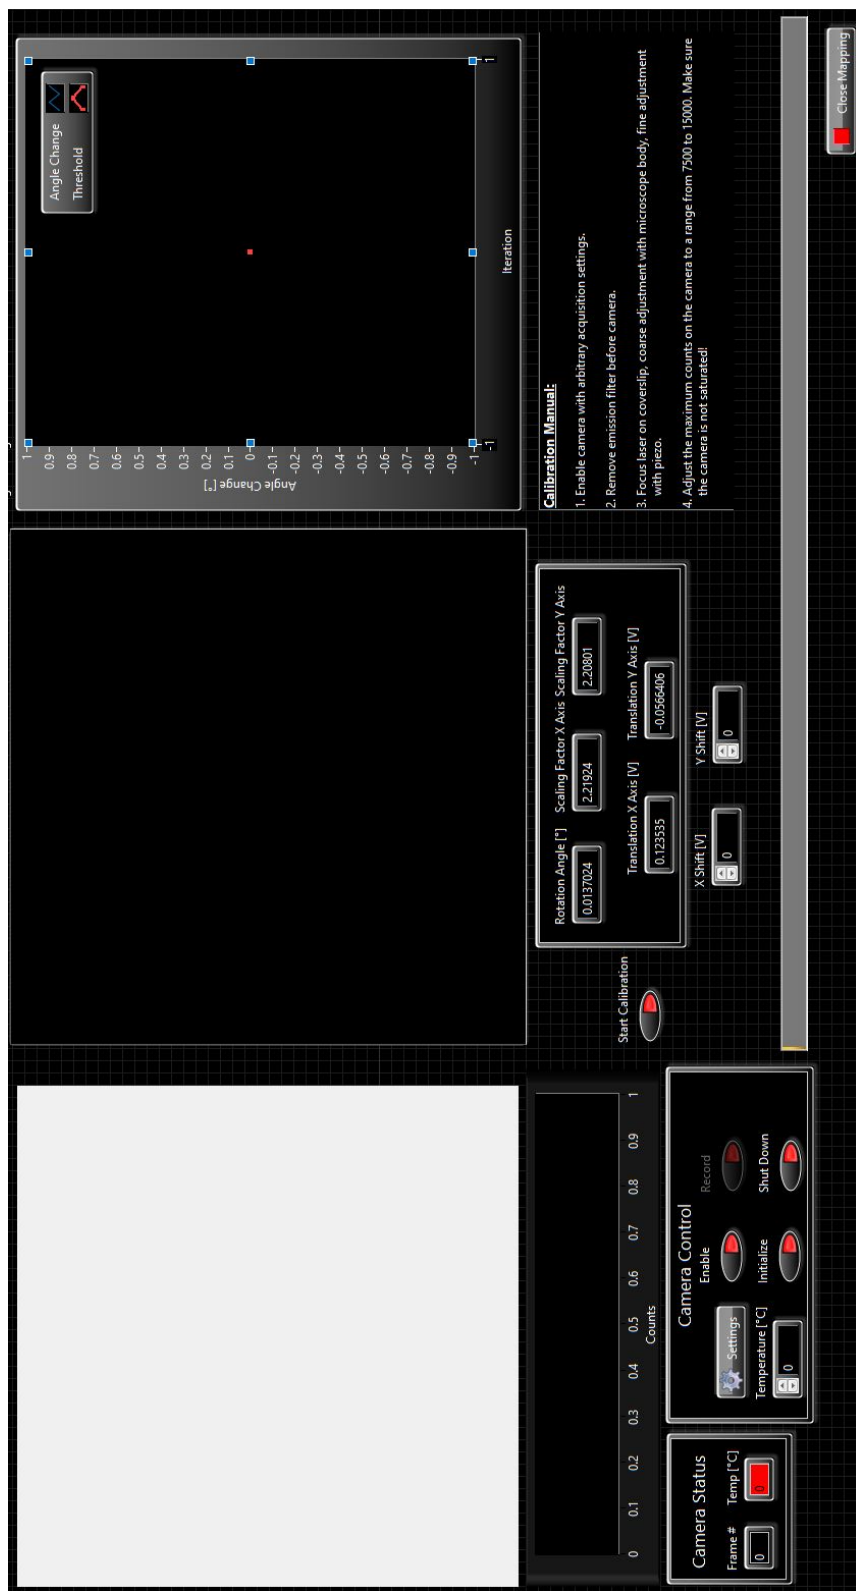 Counts
0
0.1
0.2
0.3
0.4
0.5
0.6
0.7
0.8
0.9
1
Camera Status
Frame #
0
Temp [°C]
0
Camera Control
Settings
Enable
Record
Temperature [°C]
0
Initialize
Shut Down
Start Calibration
Rotation Angle [°]
0.0137024
Scaling Factor X Axis
2.21924
Scaling Factor Y Axis
2.20801
Translation X Axis [V]
0.123535
Translation Y Axis [V]
-0.0566406
X Shift [V]
0
Y Shift [V]
0
Angle Change
Threshold
Angle Change [°]
1
0.9
0.8
0.7
0.6
0.5
0.4
0.3
0.2
0.1
0
-0.1
-0.2
-0.3
-0.4
-0.5
-0.6
-0.7
-0.8
-0.9
-1
-1
1
Iteration
Calibration Manual:
1. Enable camera with arbitrary acquisition settings.
2. Remove emission filter before camera.
3. Focus laser on coverslip, coarse adjustment with microscope body, fine adjustment
with piezo.
4. Adjust the maximum counts on the camera to a range from 7500 to 15000. Make sure
the camera is not saturated!
Close Mapping